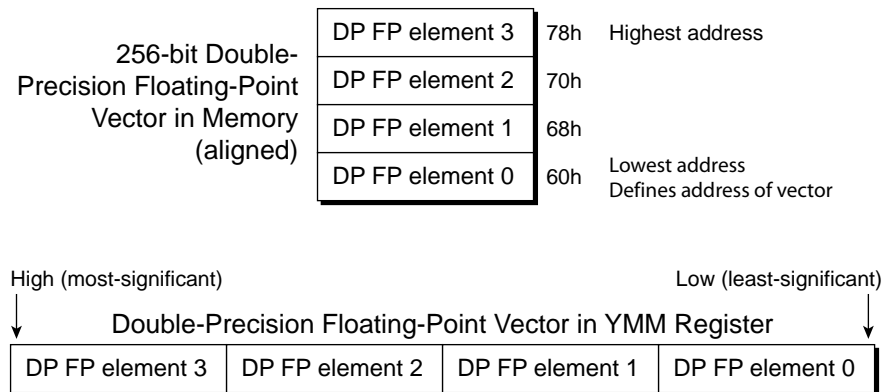 DP FP element 3 78h Highest address
256-bit Double-
DP FP element 2 70h
Precision Floating-Point
Vector in Memory
DP FP element 1 68h
(aligned)
DP FP element 0 60h
Lowest address
Defines address of vector
High (most-significant) Low (least-significant)
Double-Precision Floating-Point Vector in YMM Register
DP FP element 3 DP FP element 2 DP FP element 1 DP FP element 0